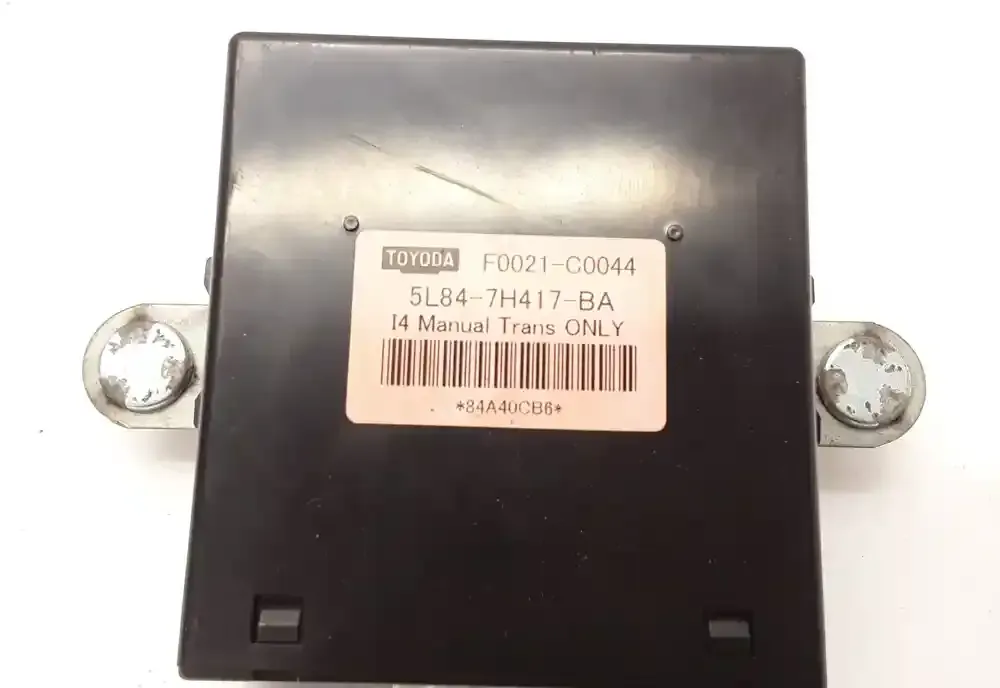 TOYODA F0021-C0044
5L84-7H417-BA
I4 Manual Trans ONLY
*84A40CB6*